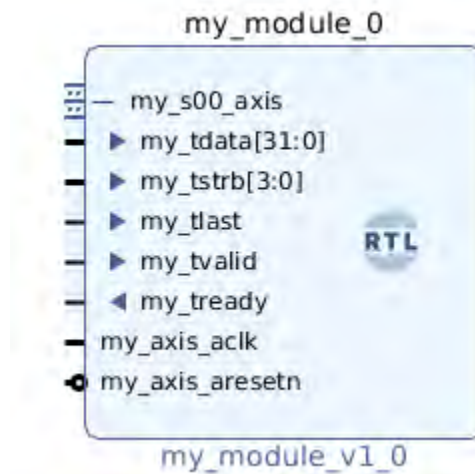 my_module_0
my_s00_axis
my_tdata[31:0]
my_tstrb[3:0]
my_tlast
my_tvalid
RTL
my_tready
my_axis_aclk
my_axis_aresetn
my_module_v1_0